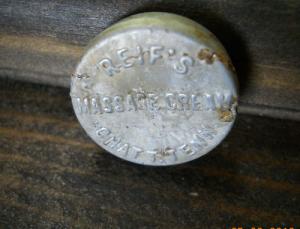 REIF'S
MASSAGE CREAM
CHATT. TENN.